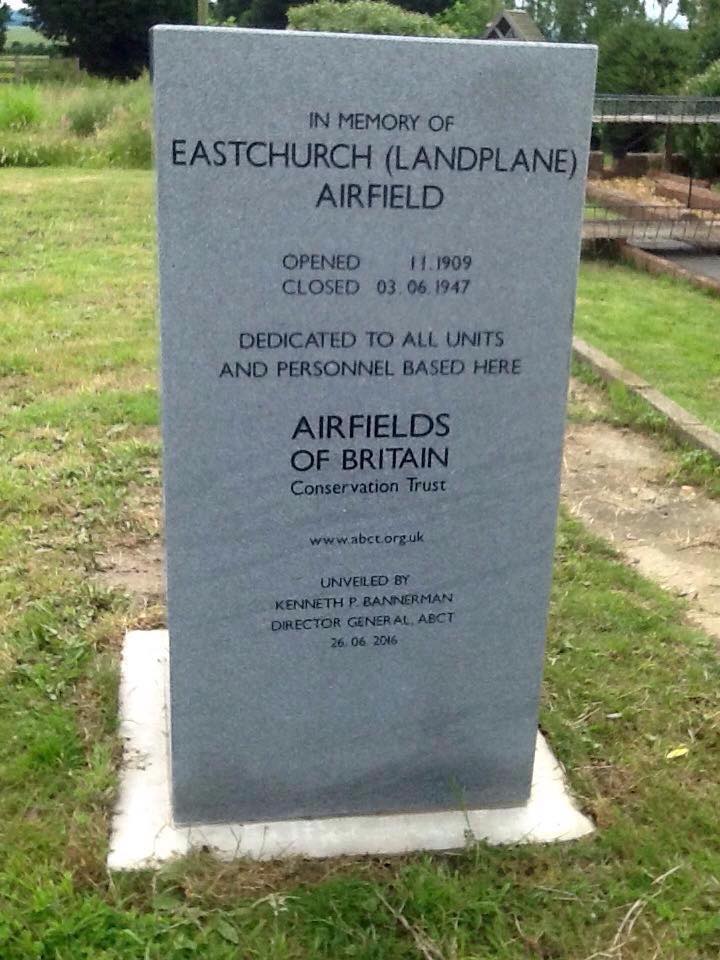 IN MEMORY OF
EASTCHURCH (LANDPLANE)
AIRFIELD
OPENED 11.1909
CLOSED 03.06.1947
DEDICATED TO ALL UNITS
AND PERSONNEL BASED HERE
AIRFIELDS
OF BRITAIN
Conservation Trust
www.abct.org.uk
UNVEILED BY
KENNETH P. BANNERMAN
DIRECTOR GENERAL, ABCT
26.06.2016